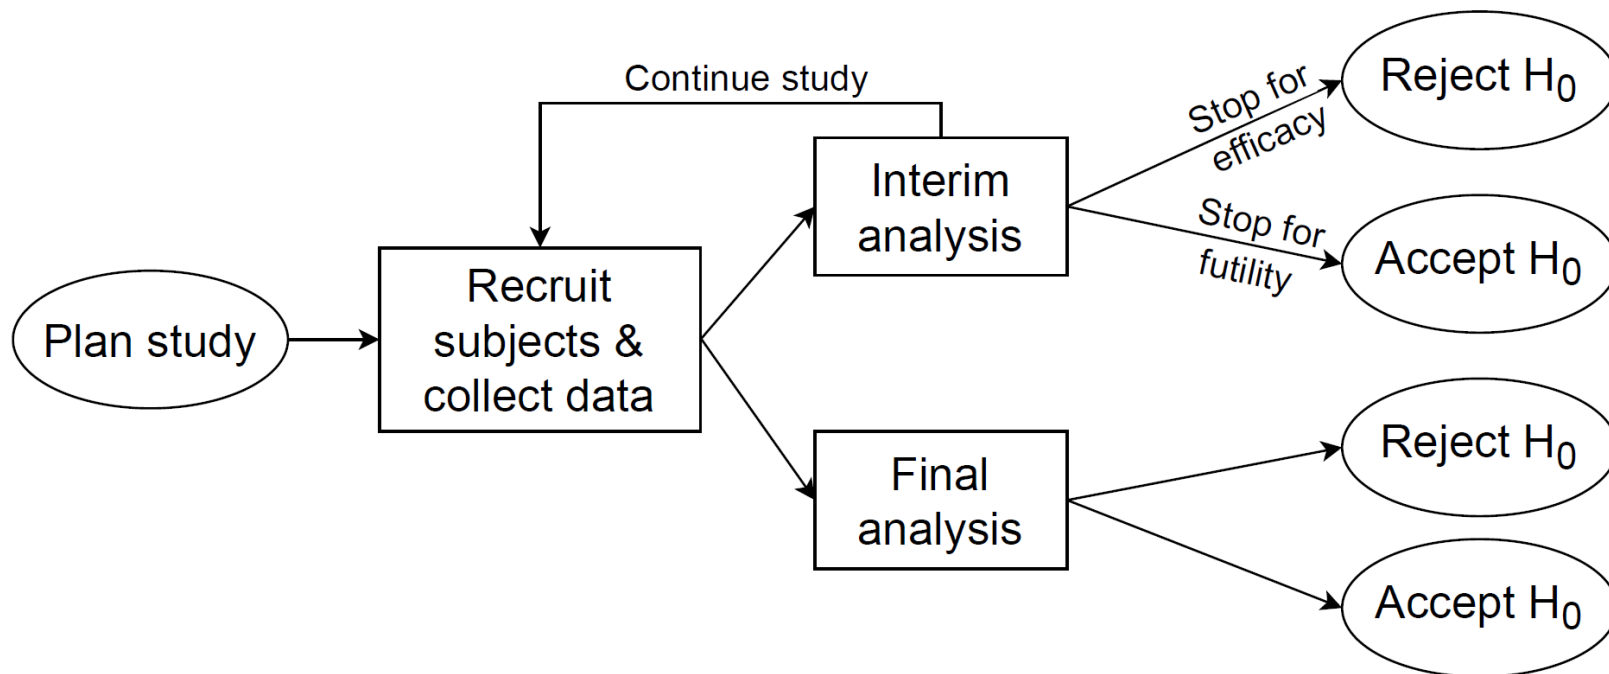 Plan study
Recruit
subjects &
collect data
Continue study
Interim
analysis
Stop for
efficacy
Reject H₀
Stop for
futility
Accept H₀
Final
analysis
Reject H₀
Accept H₀